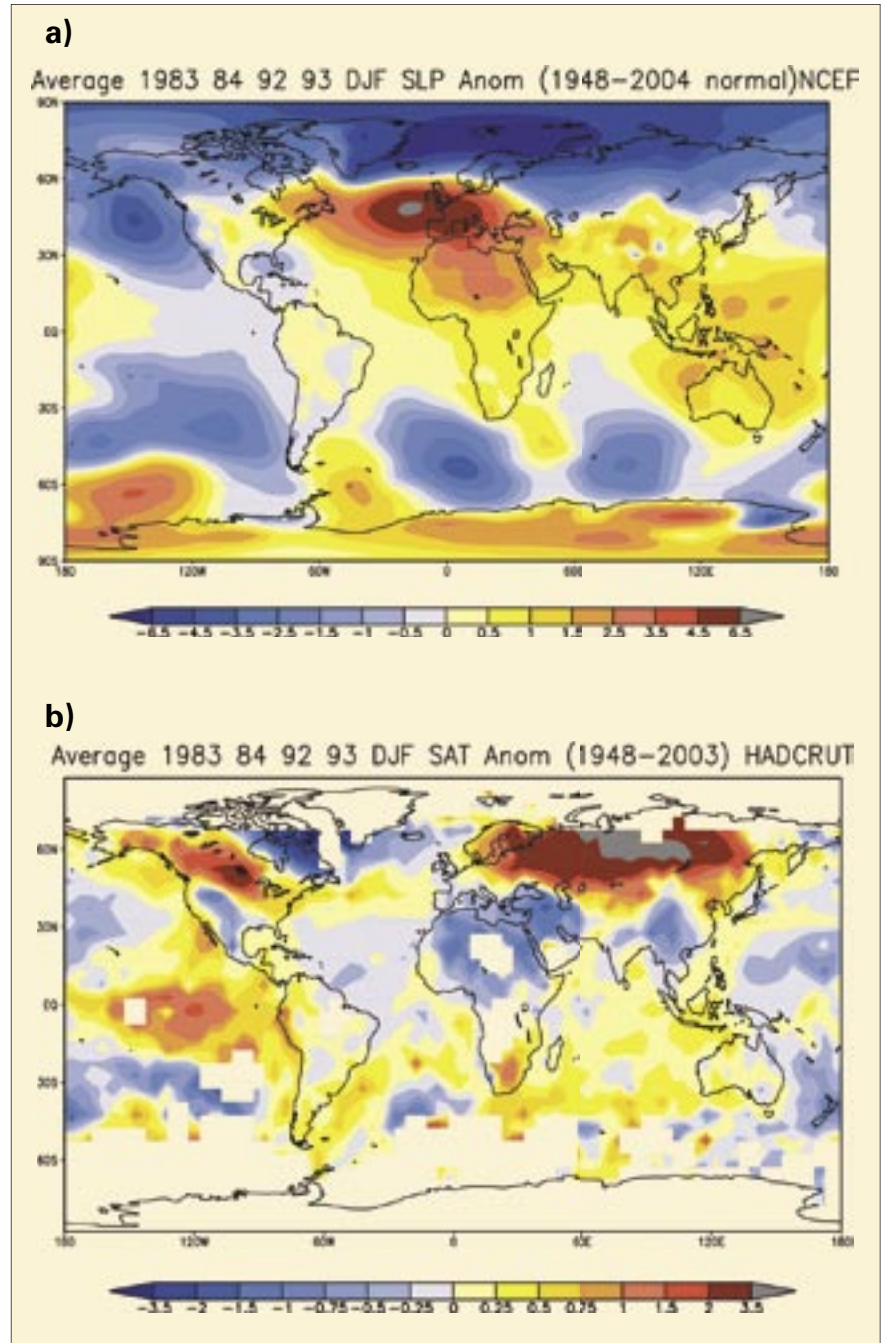 a)
Average 1983 84 92 93 DJF SLP Anom (1948-2004 normal)NCEP
90N
60N
30N
EQ
30S
60S
90S
180 120W 60W 0 60E 120E 180
-6.5 -4.5 -3.5 -2.5 -1.5 -1 -0.5 0 0.5 1 1.5 2.5 3.5 4.5 6.5
b)
Average 1983 84 92 93 DJF SAT Anom (1948-2003) HADCRUT
60N
30N
EQ
30S
60S
180 120W 60W 0 60E 120E 180
-3.5 -2 -1.5 -1 -0.75 -0.5 -0.25 0 0.25 0.5 0.75 1 1.5 2 3.5